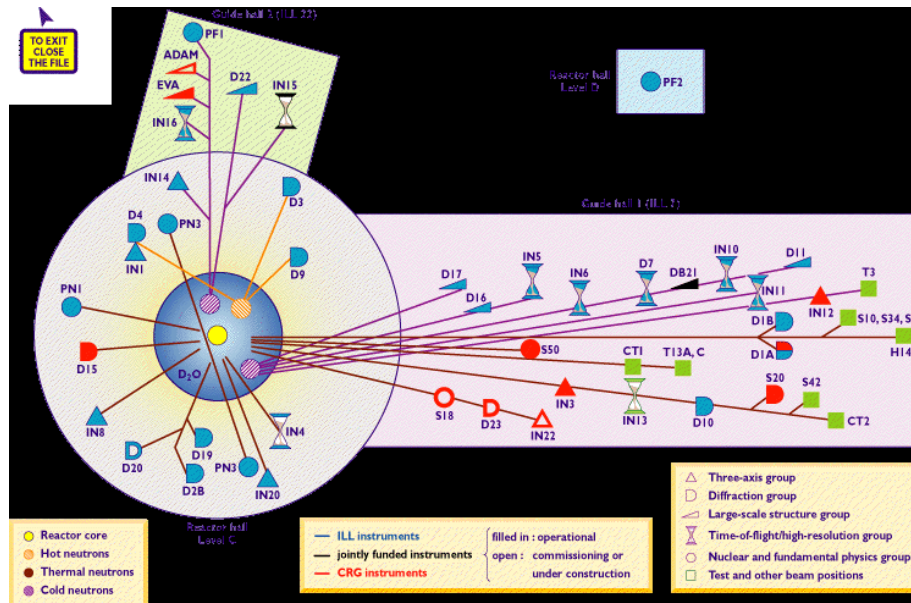 TO EXIT
CLOSE
THE FILE
Guide hall 2 (ILL 22)
PF1
ADAM
EVA
D22
IN15
IN16
Reactor hall
Level D
PF2
IN14
D3
PN3
D4
IN1
D9
PN1
D15
D2O
IN8
D20
D19
D2B
PN3
IN20
IN4
Reactor hall
Level C
Guide hall 1 (ILL 7)
D17
D16
IN5
IN6
D7
DB21
IN10
D11
IN11
T3
IN12
D1B
S10, S34, S
D1A
H14
S50
CT1
T13A, C
S18
D23
IN22
IN3
IN13
D10
S20
S42
CT2
Reactor core
Hot neutrons
Thermal neutrons
Cold neutrons
ILL instruments
jointly funded instruments
CRG instruments
filled in : operational
open : commissioning or
under construction
Three-axis group
Diffraction group
Large-scale structure group
Time-of-flight/high-resolution group
Nuclear and fundamental physics group
Test and other beam positions